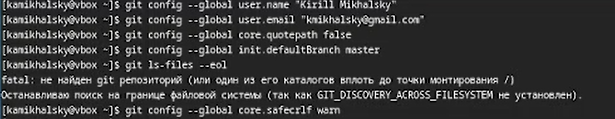 [kamikhalsky@vbox ~]$ git config --global user.name "Kirill Mikhalsky"
[kamikhalsky@vbox ~]$ git config --global user.email "kmikhalsky@gmail.com"
[kamikhalsky@vbox ~]$ git config --global core.quotepath false
[kamikhalsky@vbox ~]$ git config --global init.defaultBranch master
[kamikhalsky@vbox ~]$ git ls-files --eol
fatal: не найден git репозиторий (или один из его каталогов вплоть до точки монтирования /)
Останавливаю поиск на границе файловой системы (так как GIT_DISCOVERY_ACROSS_FILESYSTEM не установлен).
[kamikhalsky@vbox ~]$ git config --global core.safecrlf warn